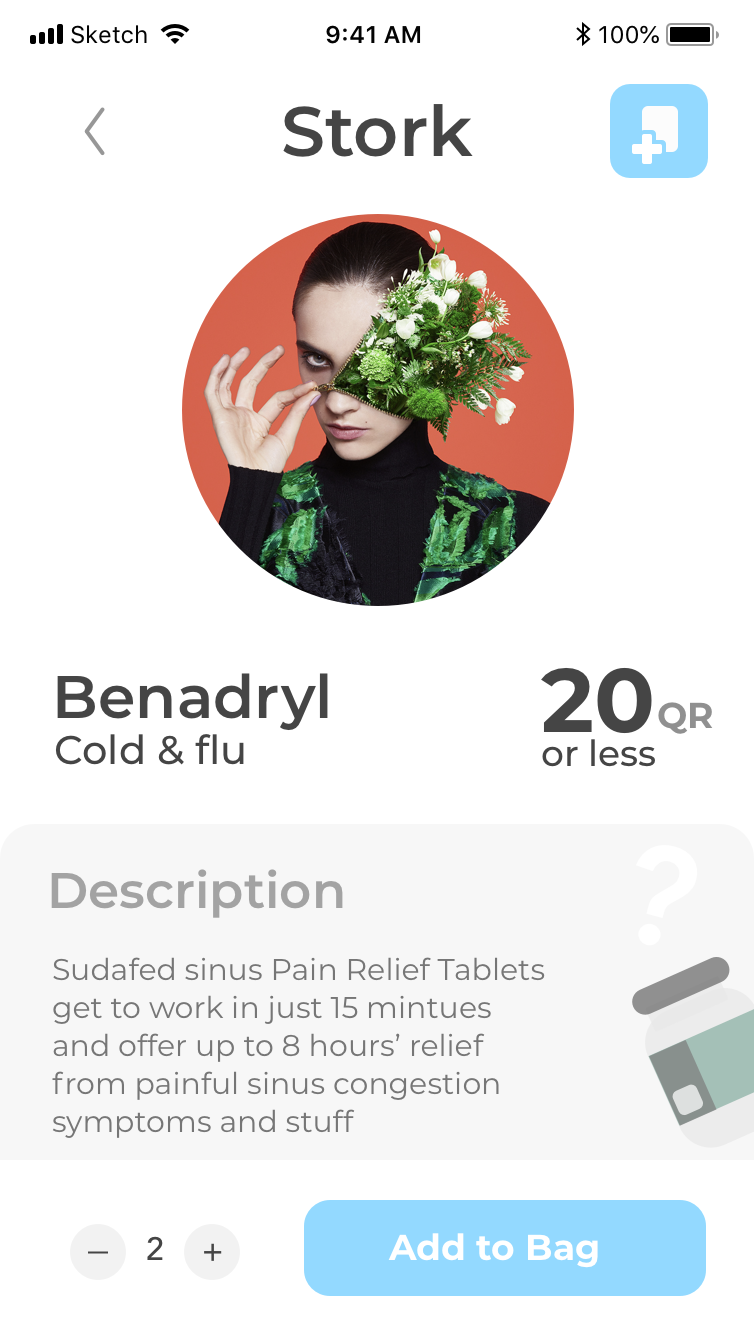 Sketch 9:41 AM 100%
Stork
Benadryl
Cold & flu
20 QR
or less
Description
?
Sudafed sinus Pain Relief Tablets
get to work in just 15 mintues
and offer up to 8 hours’ relief
from painful sinus congestion
symptoms and stuff
– 2 + Add to Bag